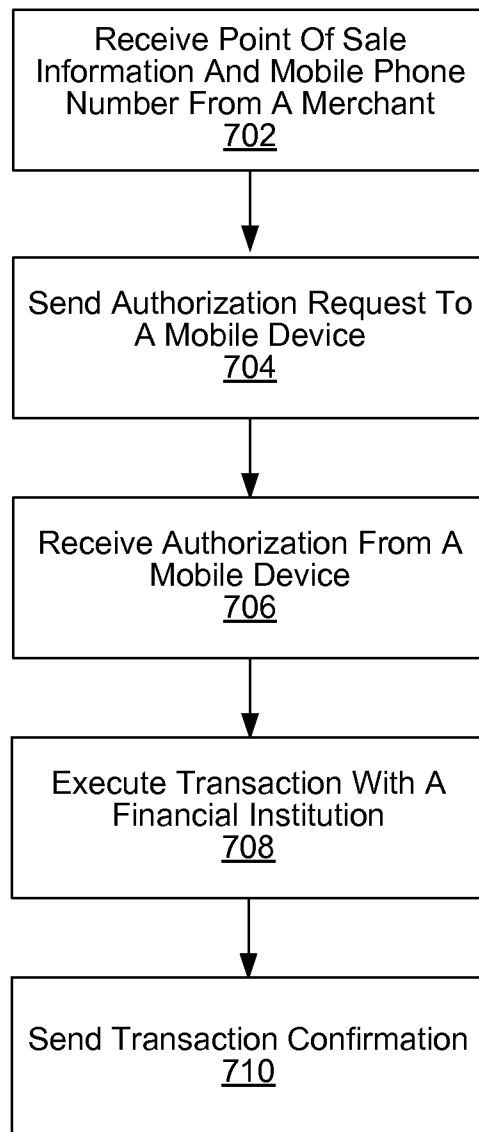 Receive Point Of Sale
Information And Mobile Phone
Number From A Merchant
702
Send Authorization Request To
A Mobile Device
704
Receive Authorization From A
Mobile Device
706
Execute Transaction With A
Financial Institution
708
Send Transaction Confirmation
710